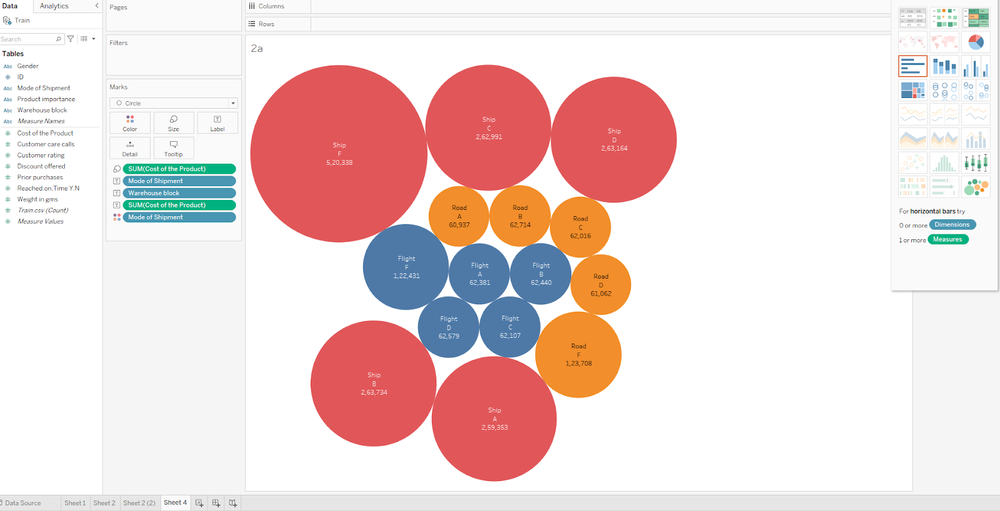 Data
Analytics
Train
Search
Tables
Abc Gender
# ID
Abc Mode of Shipment
Abc Product importance
Abc Warehouse block
Abc Measure Names
# Cost of the Product
# Customer care calls
# Customer rating
# Discount offered
# Prior purchases
# Reached.on.Time Y.N
# Weight in gms
# Train.csv (Count)
# Measure Values
Pages
Filters
Marks
Circle
Color
Size
T
Label
Detail
Tooltip
SUM(Cost of the Product)
T Mode of Shipment
T Warehouse block
T SUM(Cost of the Product)
Mode of Shipment
Columns
Rows
2a
Ship
F
5,20,338
Ship
C
2,62,991
Ship
D
2,63,164
Road
A
60,937
Road
B
62,714
Road
C
62,016
Flight
F
1,22,431
Flight
A
62,381
Flight
B
62,440
Road
D
61,062
Flight
D
62,579
Flight
C
62,107
Road
F
1,23,708
Ship
B
2,63,734
Ship
A
2,59,353
For horizontal bars try
0 or more Dimensions
1 or more Measures
Data Source
Sheet 1
Sheet 2
Sheet 2 (2)
Sheet 4